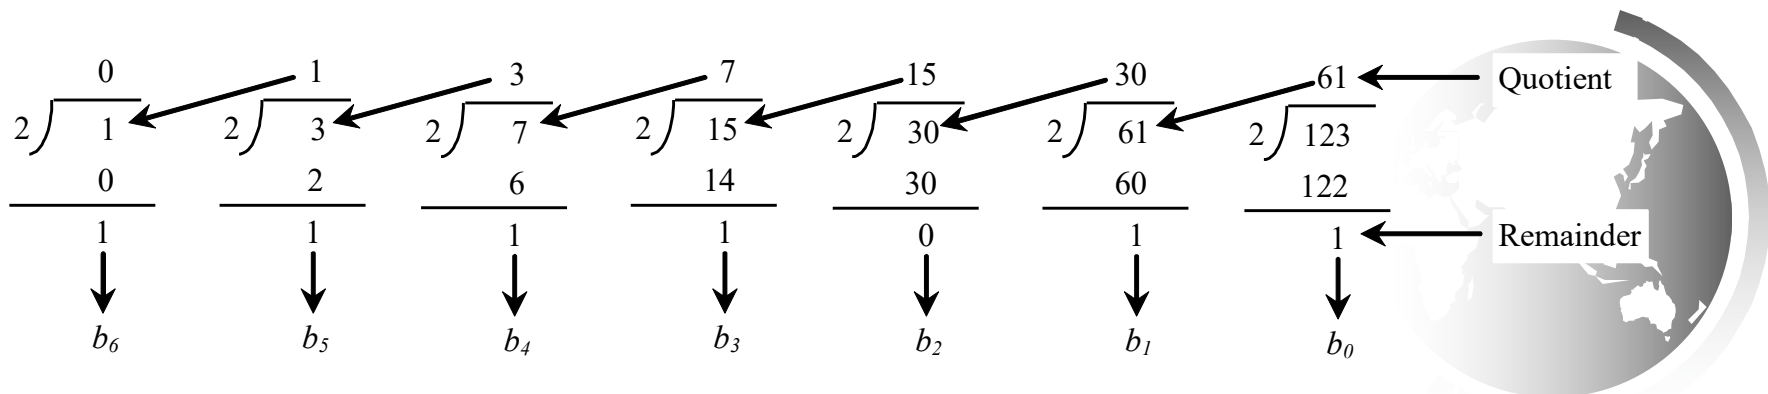 0 1 3 7 15 30 61 Quotient
2 1 2 3 2 7 2 15 2 30 2 61 2 123
0 2 6 14 30 60 122
1 1 1 1 0 1 1 Remainder
b6 b5 b4 b3 b2 b1 b0